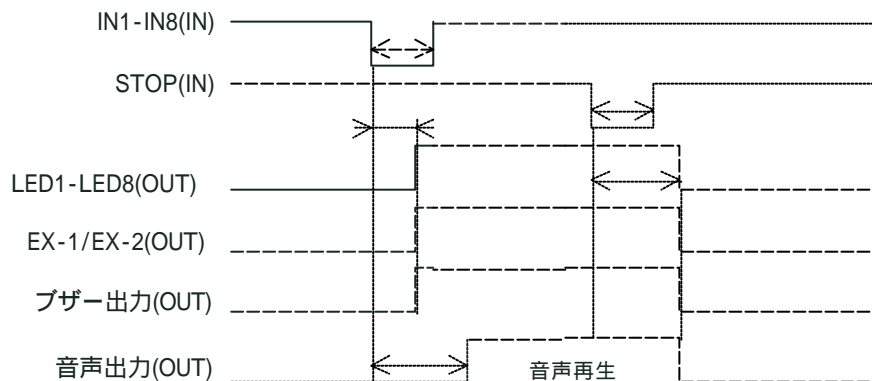 IN1-IN8(IN)
STOP(IN)
LED1-LED8(OUT)
EX-1/EX-2(OUT)
ブザー出力(OUT)
音声出力(OUT)
音声再生